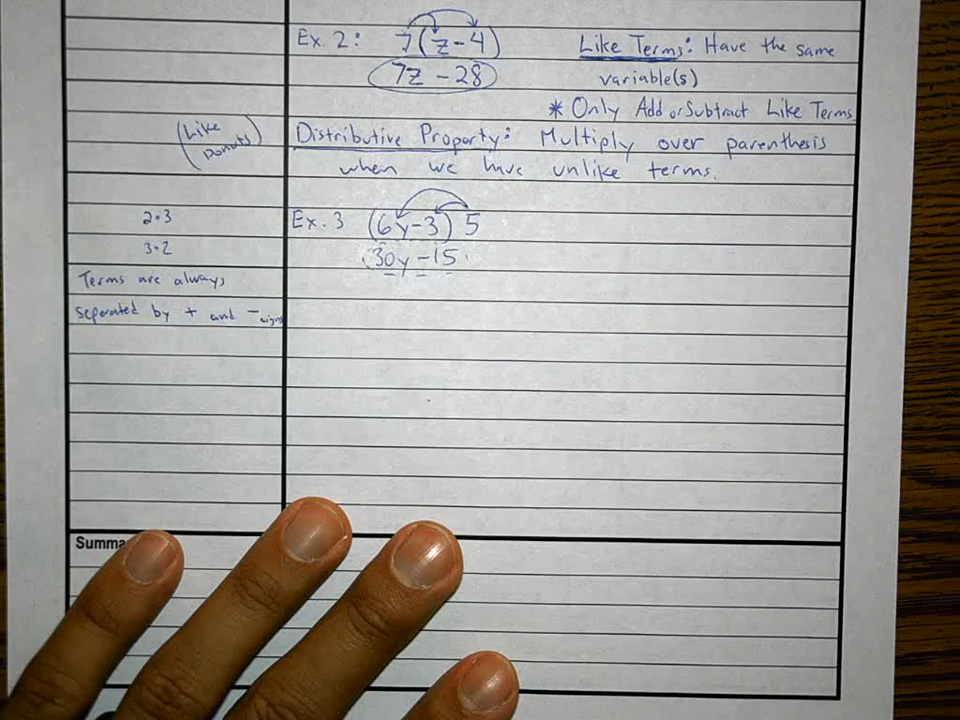 Ex. 2: 7(z - 4)
Like Terms: Have the same
7z - 28
variable(s)
* Only Add or Subtract Like Terms
(Like Donuts)
Distributive Property: Multiply over parenthesis
when we have unlike terms.
2·3
Ex. 3 (6y-3) 5
3·2
30y - 15
Terms are always
seperated by + and - signs
Summa